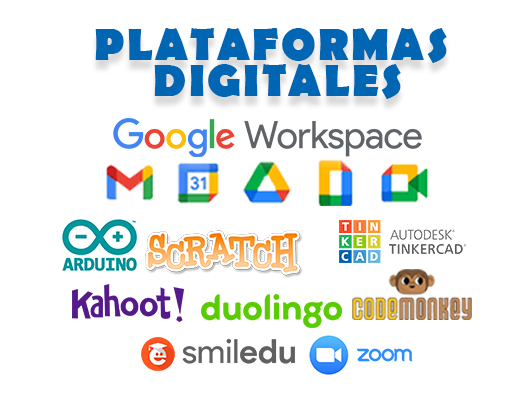 PLATAFORMAS
DIGITALES
Google Workspace
31
ARDUINO
SCRATCH
TIN
KER
CAD
AUTODESK®
TINKERCAD®
Kahoot!
duolingo
CODEMONKEY
smiledu
zoom